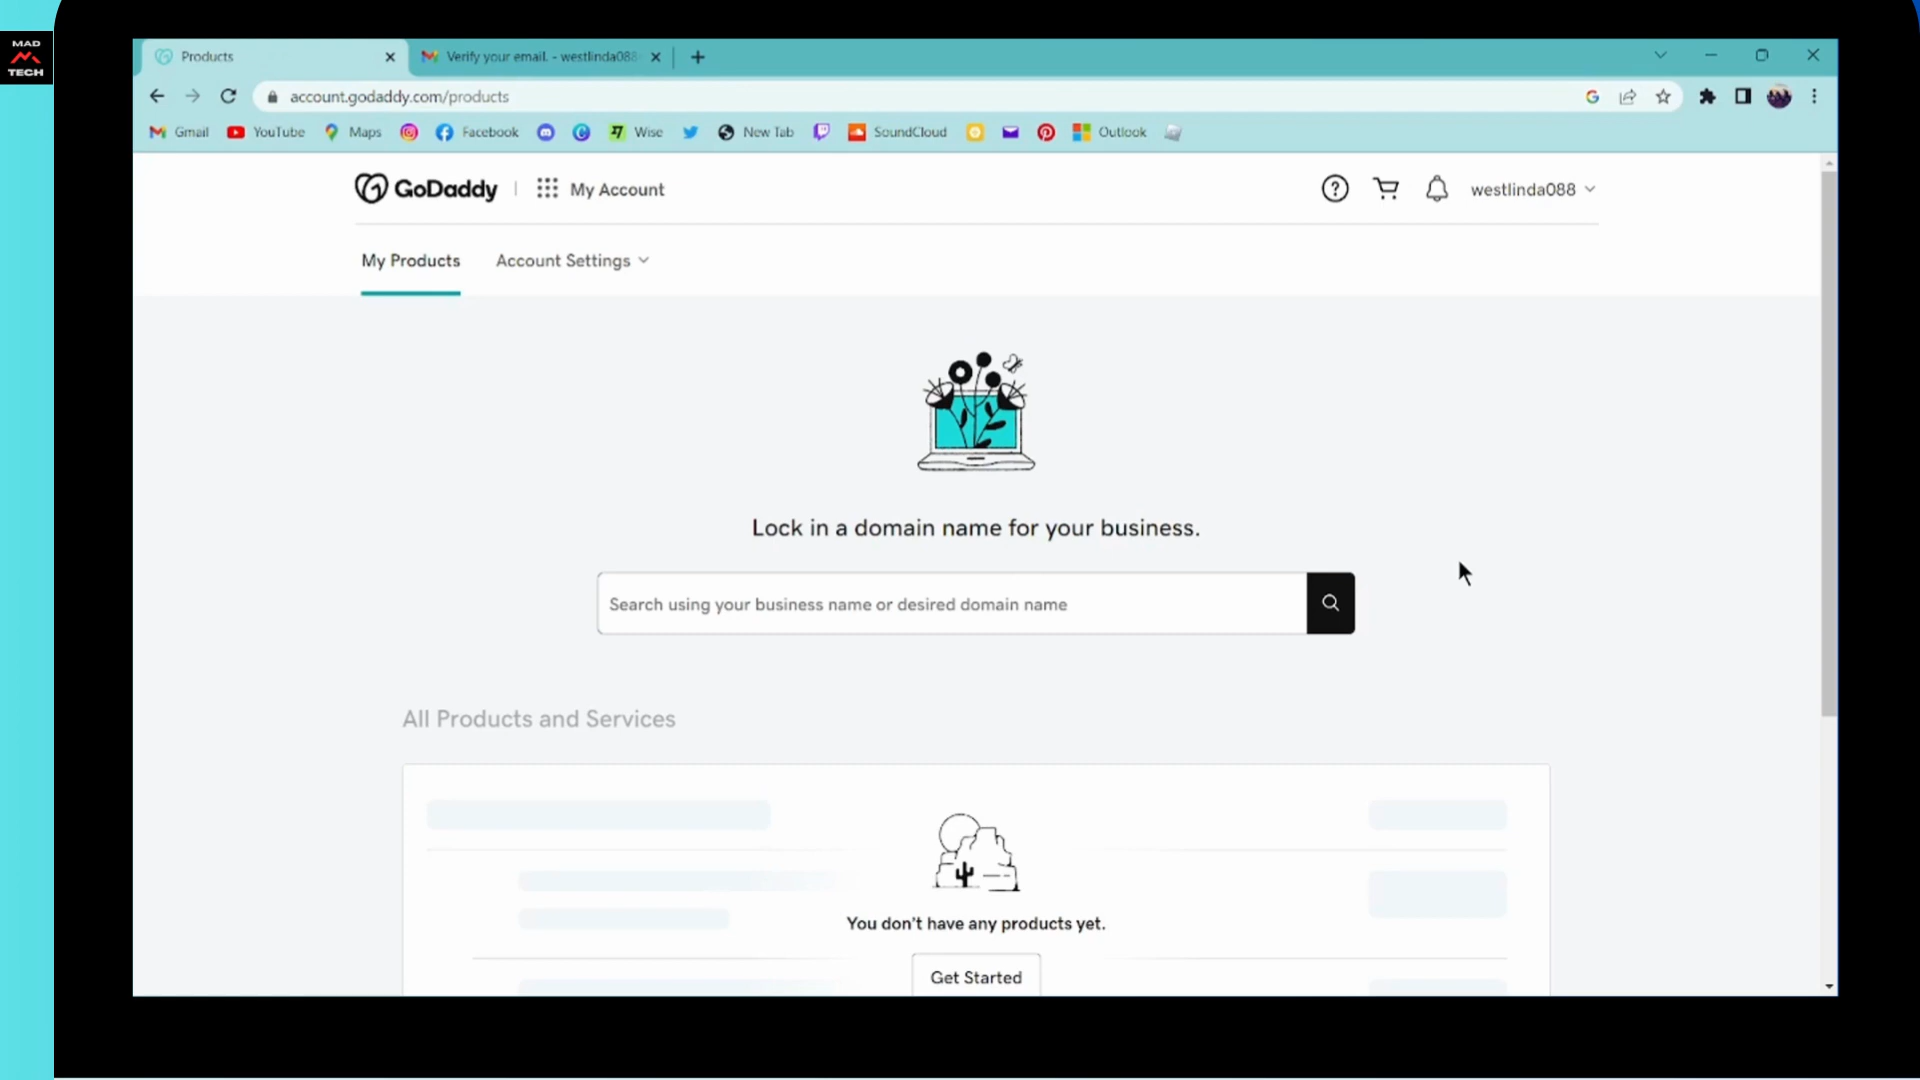 MAD
TECH
Products
Verify your email. - westlinda088
account.godaddy.com/products
Gmail YouTube Maps Facebook Wise New Tab SoundCloud Outlook
GoDaddy My Account westlinda088
My Products Account Settings
Lock in a domain name for your business.
Search using your business name or desired domain name
All Products and Services
You don't have any products yet.
Get Started